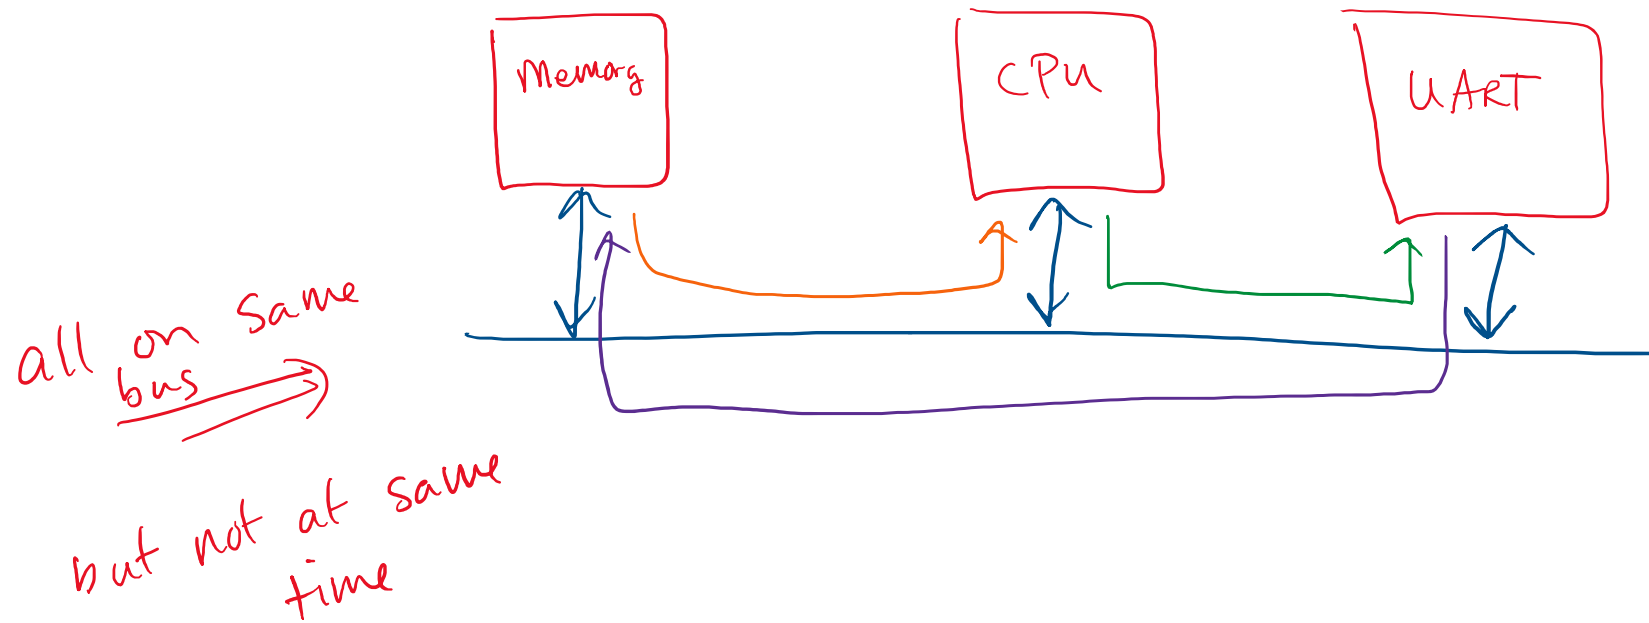 Memory
CPU
UART
all on same
bus
but not at same
time